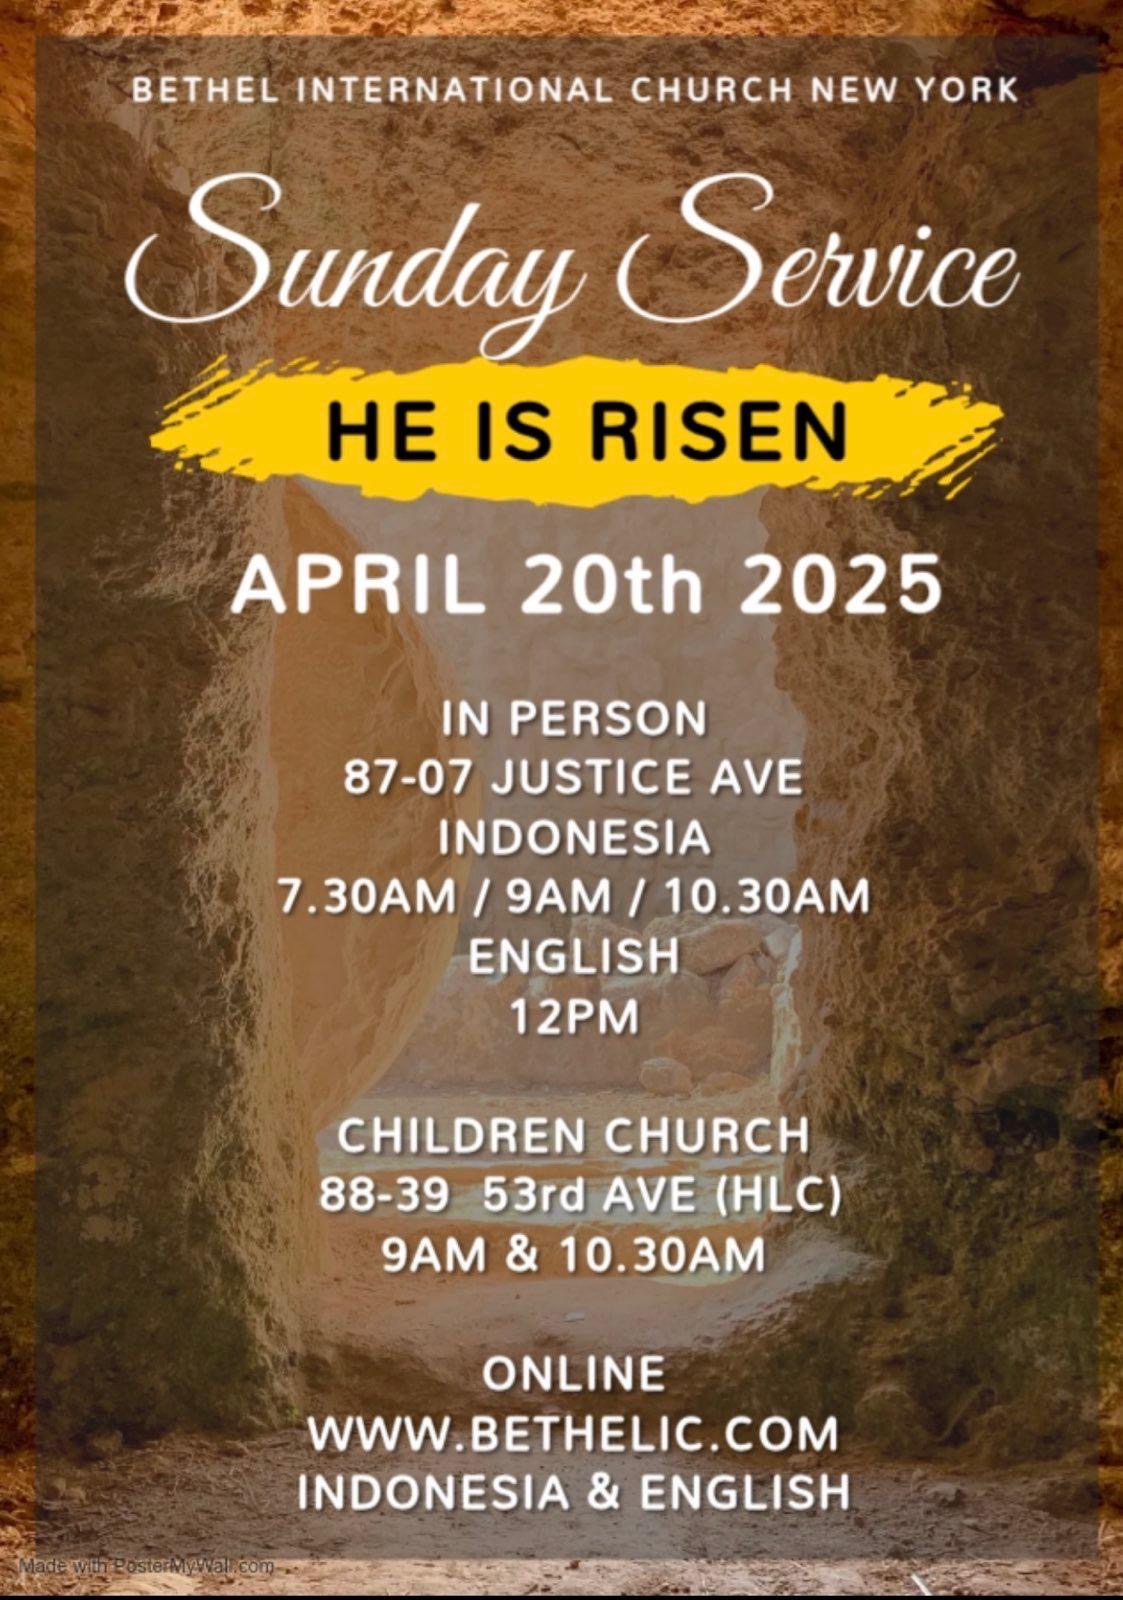 BETHEL INTERNATIONAL CHURCH NEW YORK
Sunday Service
HE IS RISEN
APRIL 20th 2025
IN PERSON
87-07 JUSTICE AVE
INDONESIA
7.30AM / 9AM / 10.30AM
ENGLISH
12PM
CHILDREN CHURCH
88-39 53rd AVE (HLC)
9AM & 10.30AM
ONLINE
WWW.BETHELIC.COM
INDONESIA & ENGLISH
Made with PosterMyWall.com